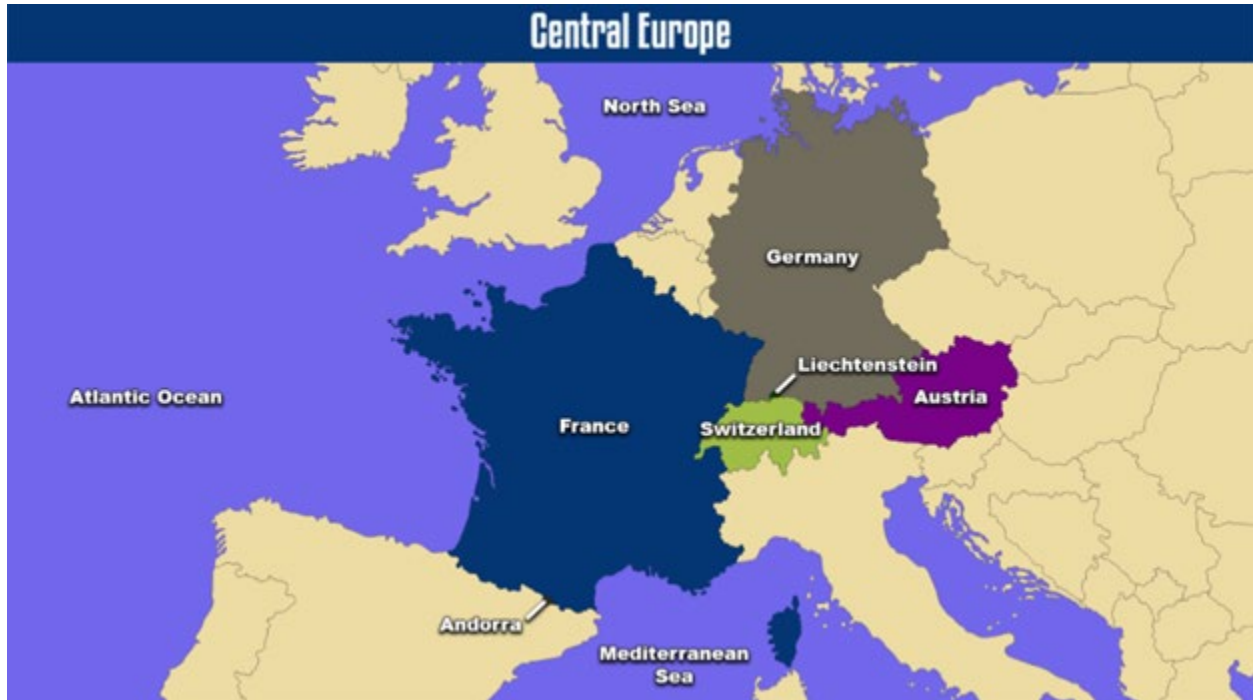 Central Europe
North Sea
Germany
Liechtenstein
Atlantic Ocean
Austria
France
Switzerland
Andorra
Mediterranean
Sea